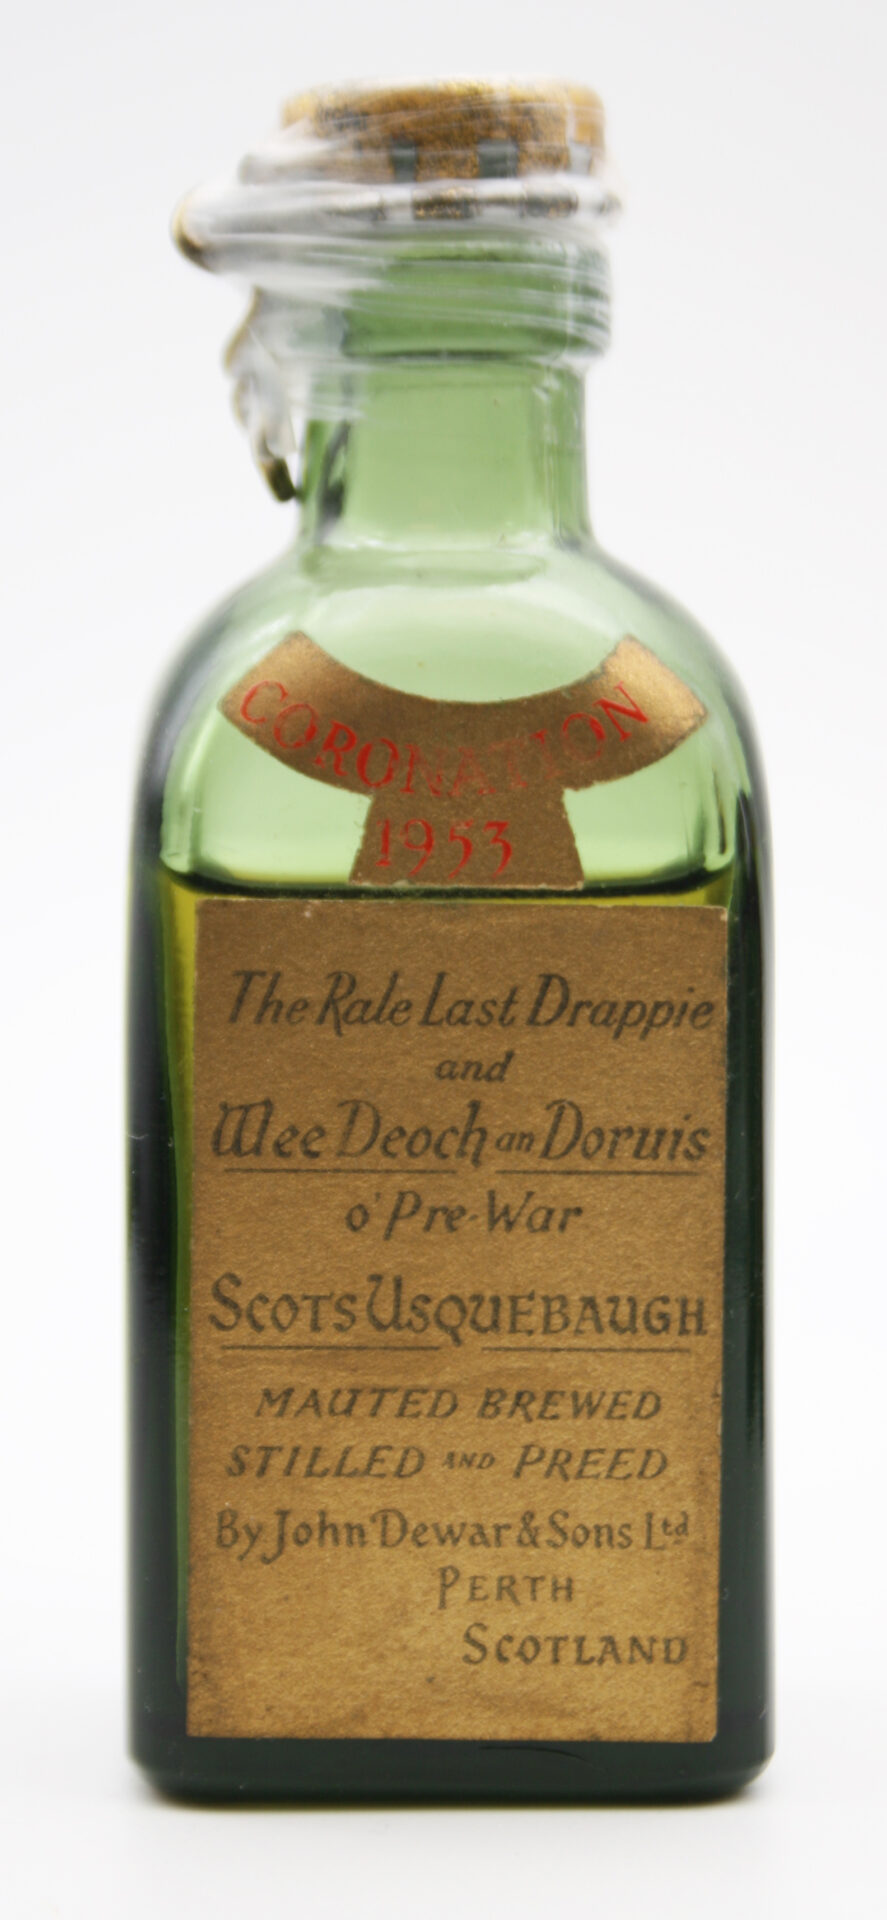 CORONATION
1953
The Rale Last Drappie
and
Wee Deoch an Doruis
o' Pre-War
SCOTS USQUEBAUGH
MAUTED BREWED
STILLED AND PREED
By John Dewar & Sons Ltd
PERTH
SCOTLAND